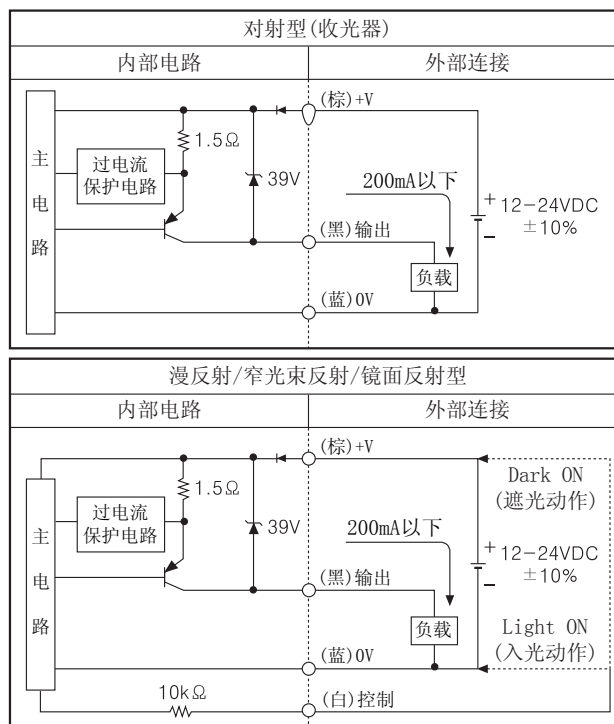 对射型(收光器)
内部电路
外部连接
(棕)+V
1.5Ω
主电路
过电流
保护电路
39V
200mA以下
+
12-24VDC
±10%
-
(黑)输出
负载
(蓝)0V
漫反射/窄光束反射/镜面反射型
内部电路
外部连接
(棕)+V
Dark ON
(遮光动作)
1.5Ω
主电路
过电流
保护电路
39V
200mA以下
+
12-24VDC
±10%
-
(黑)输出
负载
Light ON
(入光动作)
(蓝)0V
10kΩ
(白)控制